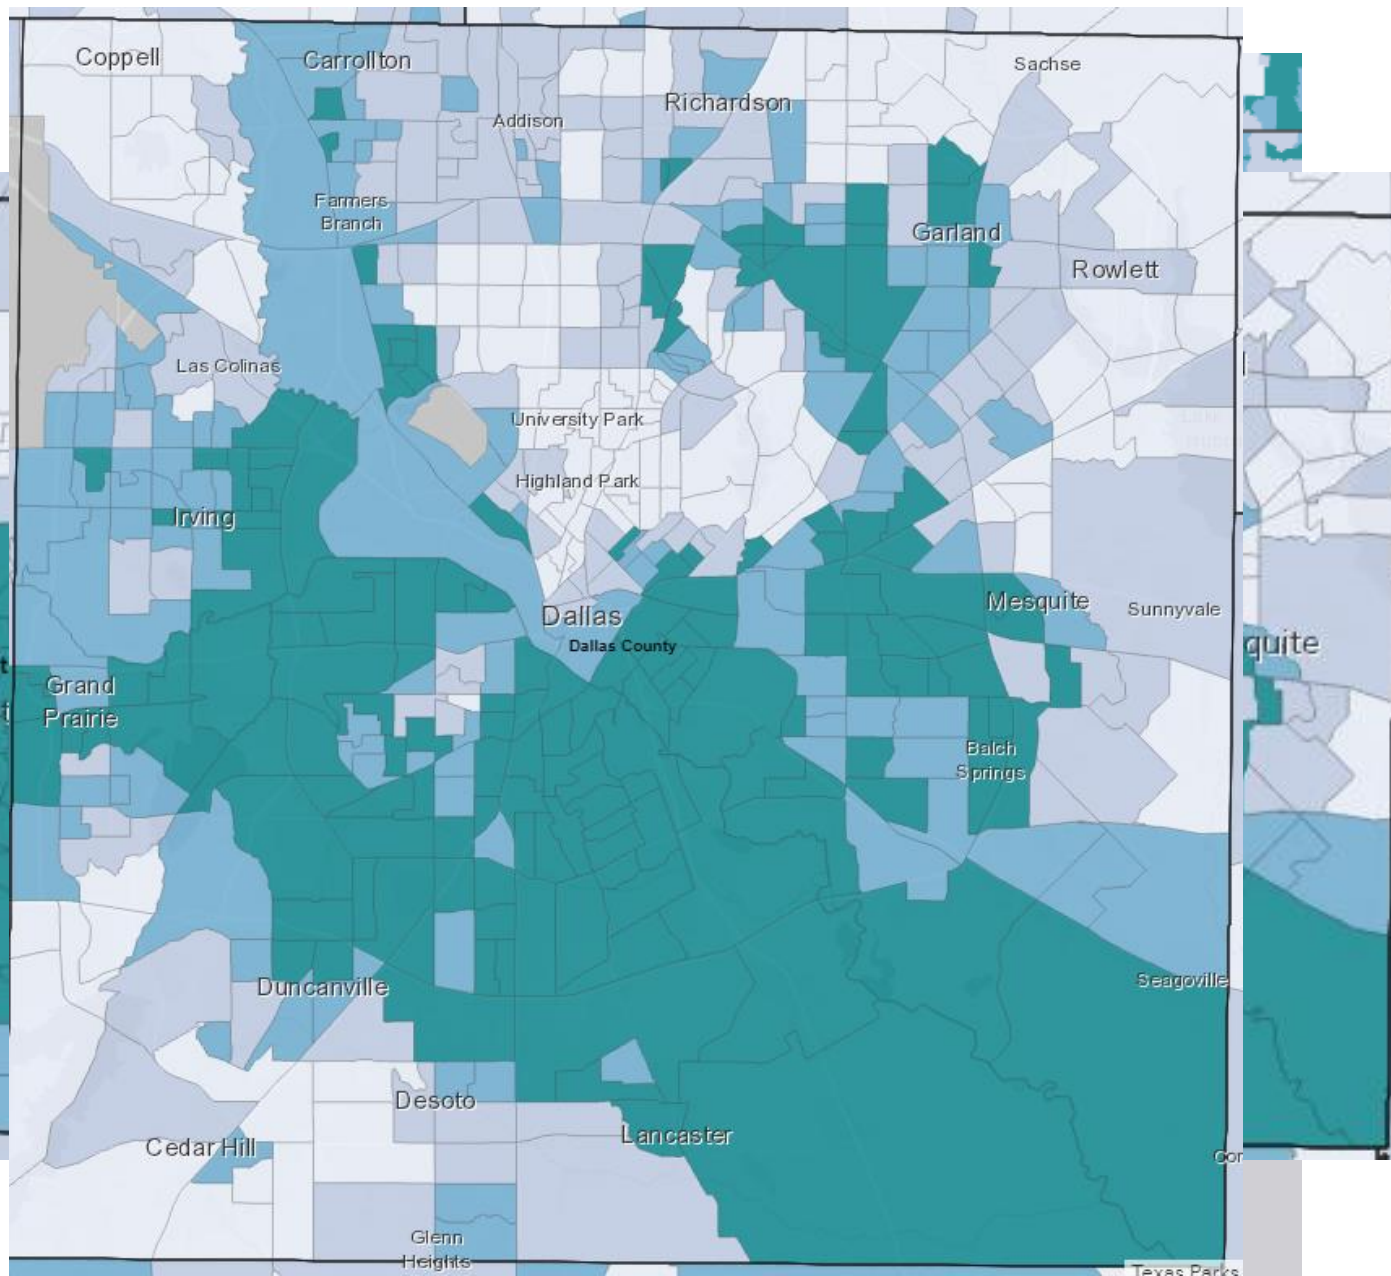 Coppell
Carrollton
Sachse
Richardson
Addison
Farmers
Branch
Garland
Rowlett
Las Colinas
University Park
Highland Park
Irving
Mesquite
Sunnyvale
Dallas
Dallas County
quite
Grand
Prairie
Balch
Springs
Seagoville
Duncanville
Desoto
Lancaster
Cedar Hill
Glenn
Heights
Texas Parks